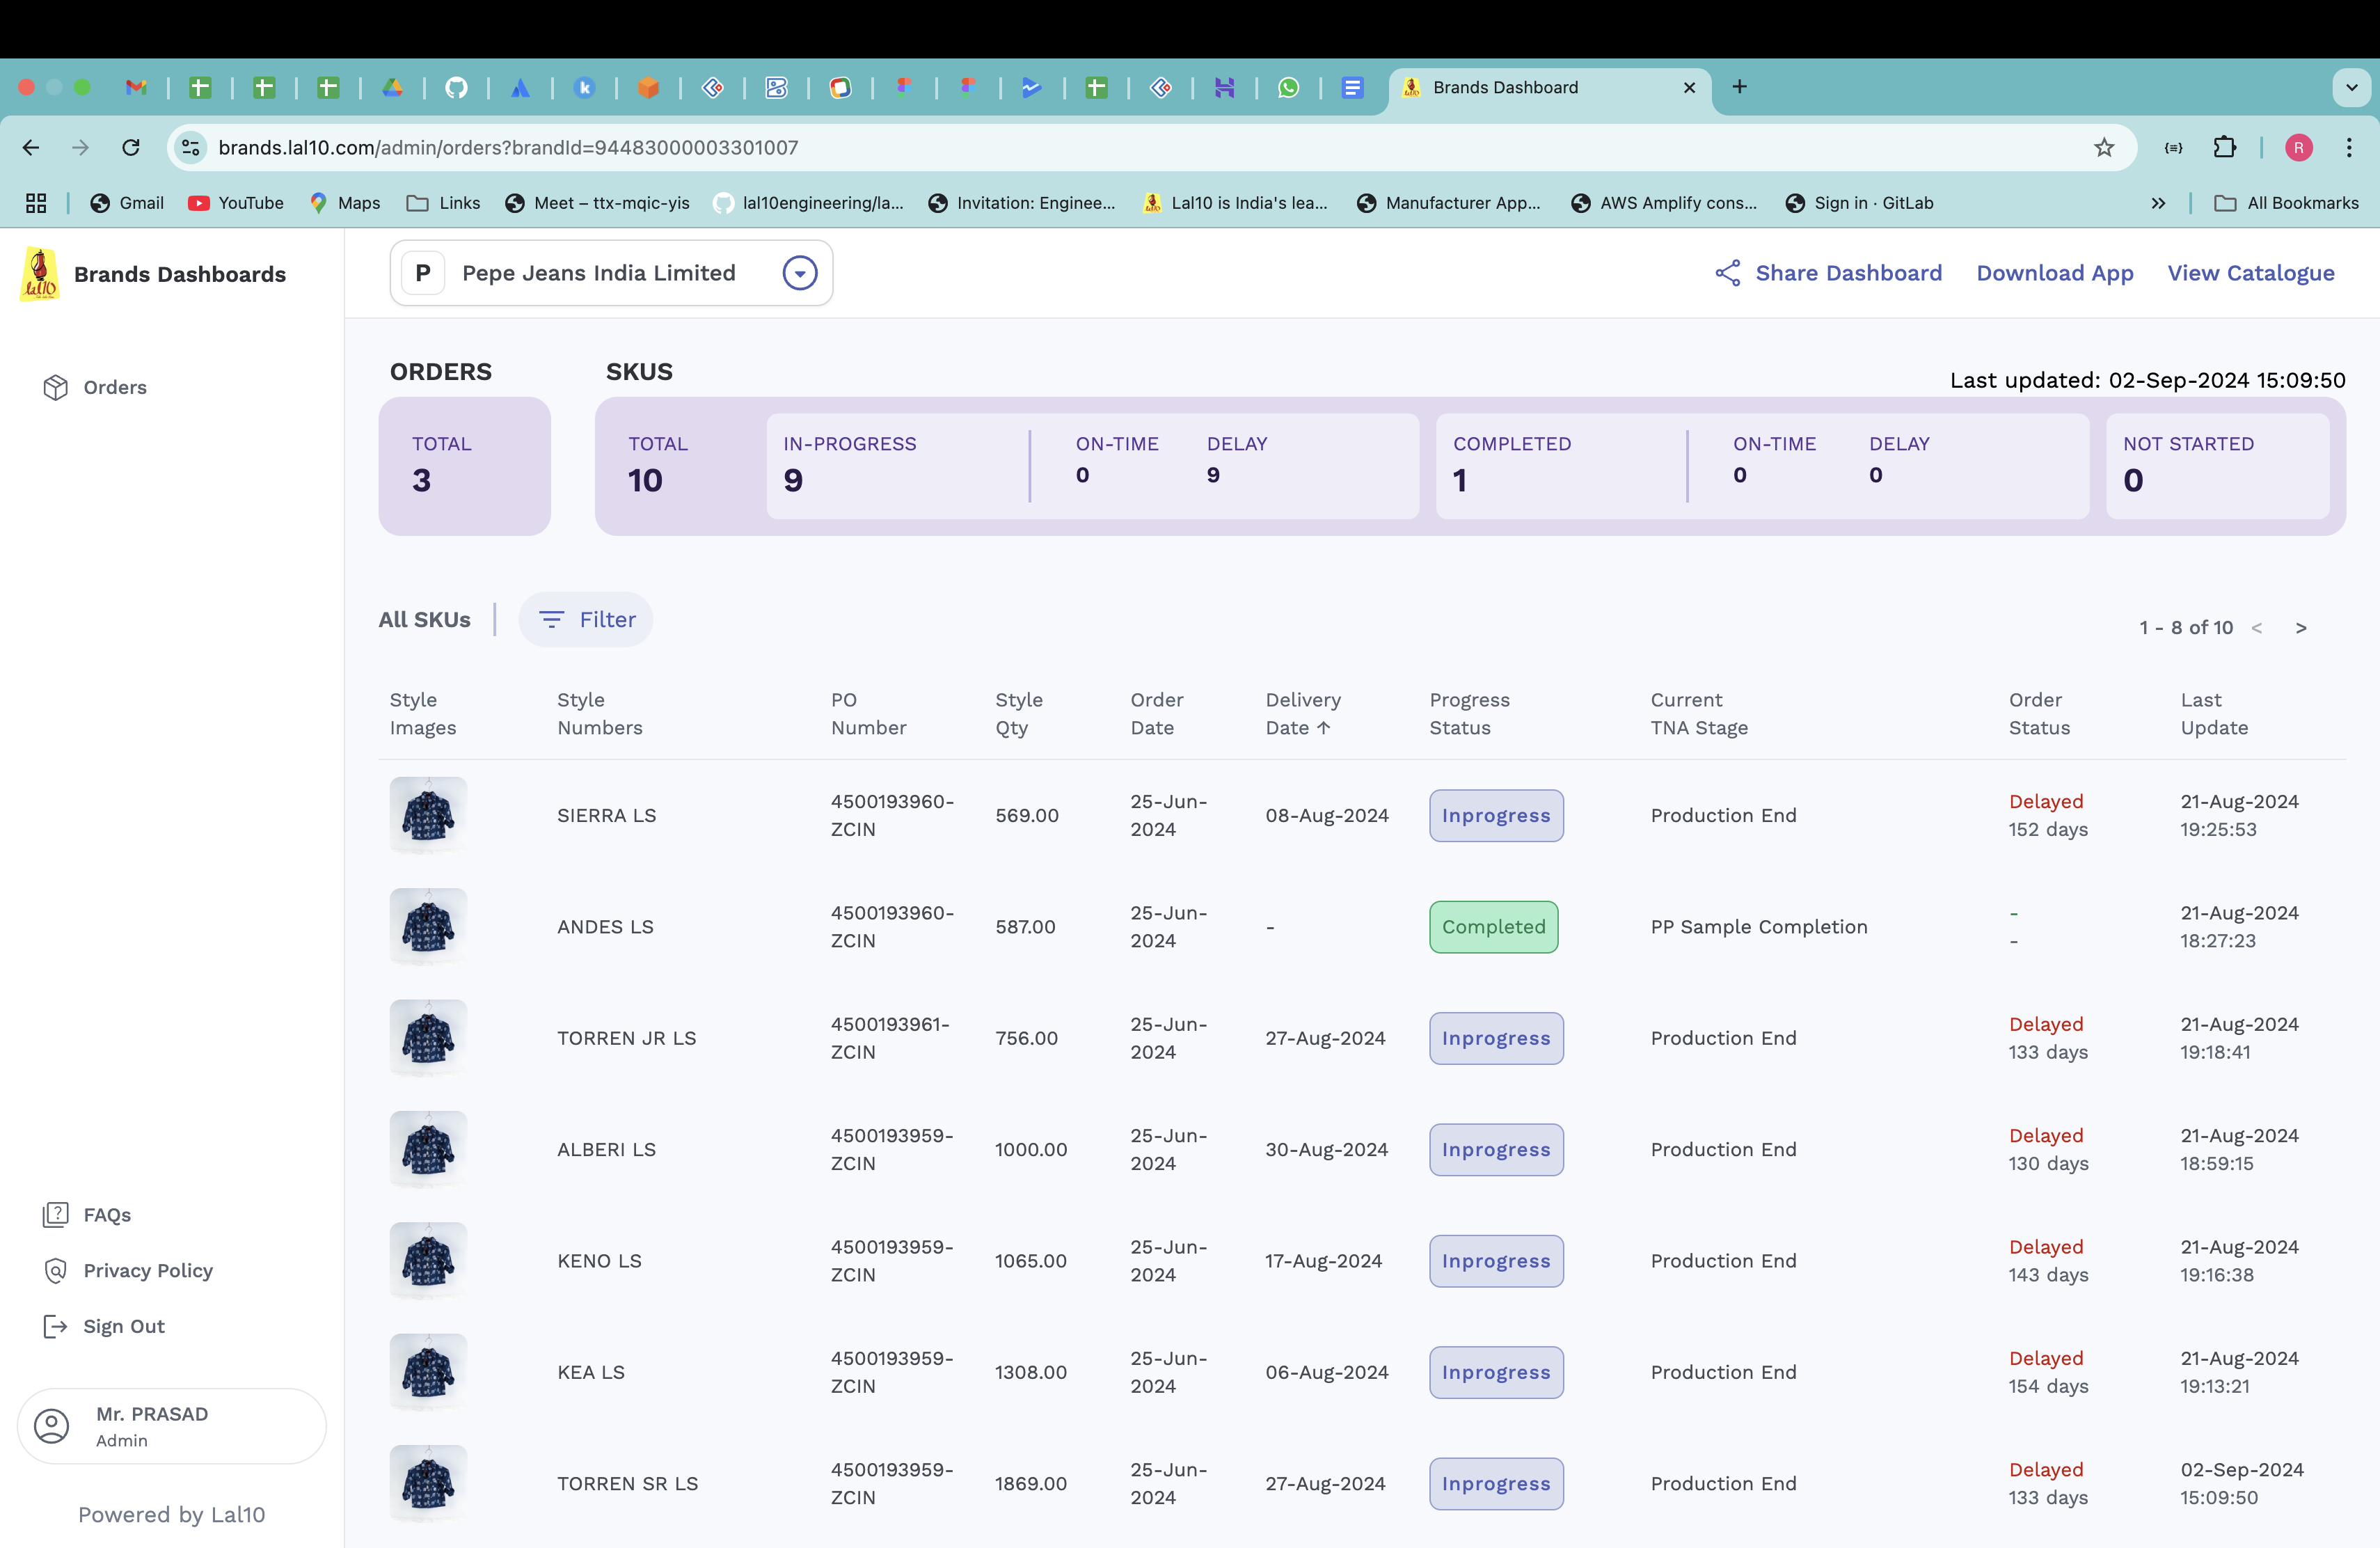 Brands Dashboard
brands.lal10.com/admin/orders?brandId=94483000003301007
R
Gmail YouTube Maps Links Meet – ttx-mqic-yis lal10engineering/la... Invitation: Enginee... Lal10 is India's lea... Manufacturer App... AWS Amplify cons... Sign in · GitLab All Bookmarks
Brands Dashboards
P Pepe Jeans India Limited
Share Dashboard Download App View Catalogue
Orders
ORDERS SKUS
Last updated: 02-Sep-2024 15:09:50
TOTAL TOTAL IN-PROGRESS ON-TIME DELAY COMPLETED ON-TIME DELAY NOT STARTED
3 10 9 0 9 1 0 0 0
All SKUs Filter
1 - 8 of 10 < >
Style Style PO Style Order Delivery Progress Current Order Last
Images Numbers Number Qty Date Date ↑ Status TNA Stage Status Update
SIERRA LS 4500193960-ZCIN 569.00 25-Jun-2024 08-Aug-2024 Inprogress Production End Delayed 152 days 21-Aug-2024 19:25:53
ANDES LS 4500193960-ZCIN 587.00 25-Jun-2024 - Completed PP Sample Completion - - 21-Aug-2024 18:27:23
TORREN JR LS 4500193961-ZCIN 756.00 25-Jun-2024 27-Aug-2024 Inprogress Production End Delayed 133 days 21-Aug-2024 19:18:41
ALBERI LS 4500193959-ZCIN 1000.00 25-Jun-2024 30-Aug-2024 Inprogress Production End Delayed 130 days 21-Aug-2024 18:59:15
KENO LS 4500193959-ZCIN 1065.00 25-Jun-2024 17-Aug-2024 Inprogress Production End Delayed 143 days 21-Aug-2024 19:16:38
KEA LS 4500193959-ZCIN 1308.00 25-Jun-2024 06-Aug-2024 Inprogress Production End Delayed 154 days 21-Aug-2024 19:13:21
TORREN SR LS 4500193959-ZCIN 1869.00 25-Jun-2024 27-Aug-2024 Inprogress Production End Delayed 133 days 02-Sep-2024 15:09:50
FAQs
Privacy Policy
Sign Out
Mr. PRASAD
Admin
Powered by Lal10